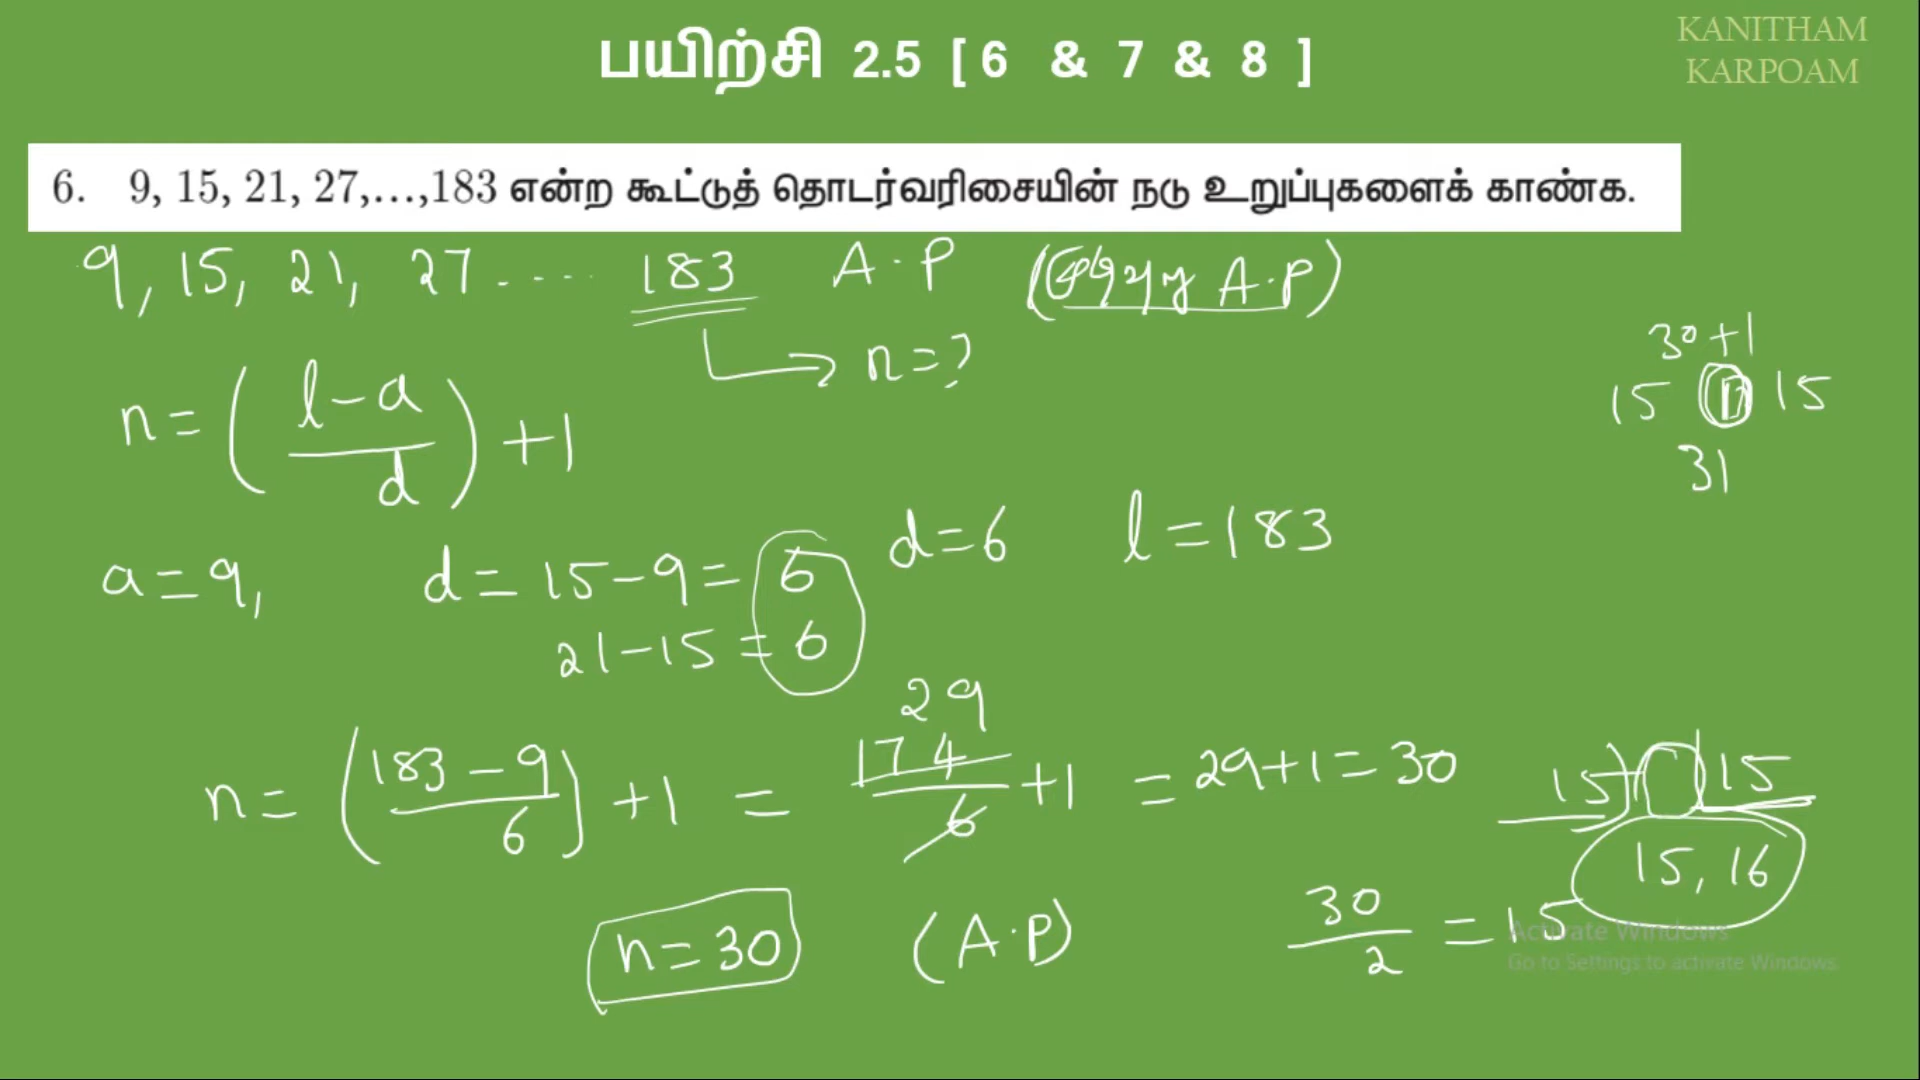 பயிற்சி 2.5 [ 6 & 7 & 8 ]
KANITHAM
KARPOAM
6. 9, 15, 21, 27,...,183 என்ற கூட்டுத் தொடர்வரிசையின் நடு உறுப்புகளைக் காண்க.
9, 15, 21, 27 ..... 183 A.P ( A.P)
n=?
30+1
15 15
31
n = (l-a/d) +1
a=9, d = 15-9= 6 d=6 l=183
21-15 = 6
n= (183-9/6) +1 = 174/6 +1 = 29+1=30
29
15 15
15, 16
n=30 (A.P) 30/2 = 15
Activate Windows
Go to Settings to activate Windows